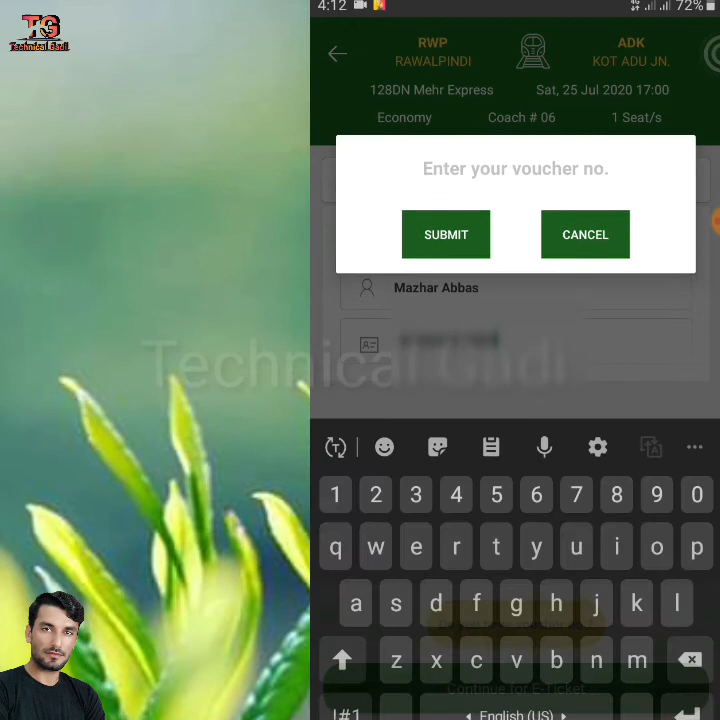 TG
Technical Gadi
4:12
72%
RWP
RAWALPINDI
ADK
KOT ADU JN.
128DN Mehr Express
Sat, 25 Jul 2020 17:00
Economy
Coach # 06
1 Seat/s
Enter your voucher no.
SUBMIT
CANCEL
Mazhar Abbas
Technical Gadi
1 2 3 4 5 6 7 8 9 0
q w e r t y u i o p
a s d f g h j k l
z x c v b n m
Continue for E-Ticket
!#1
English (US)